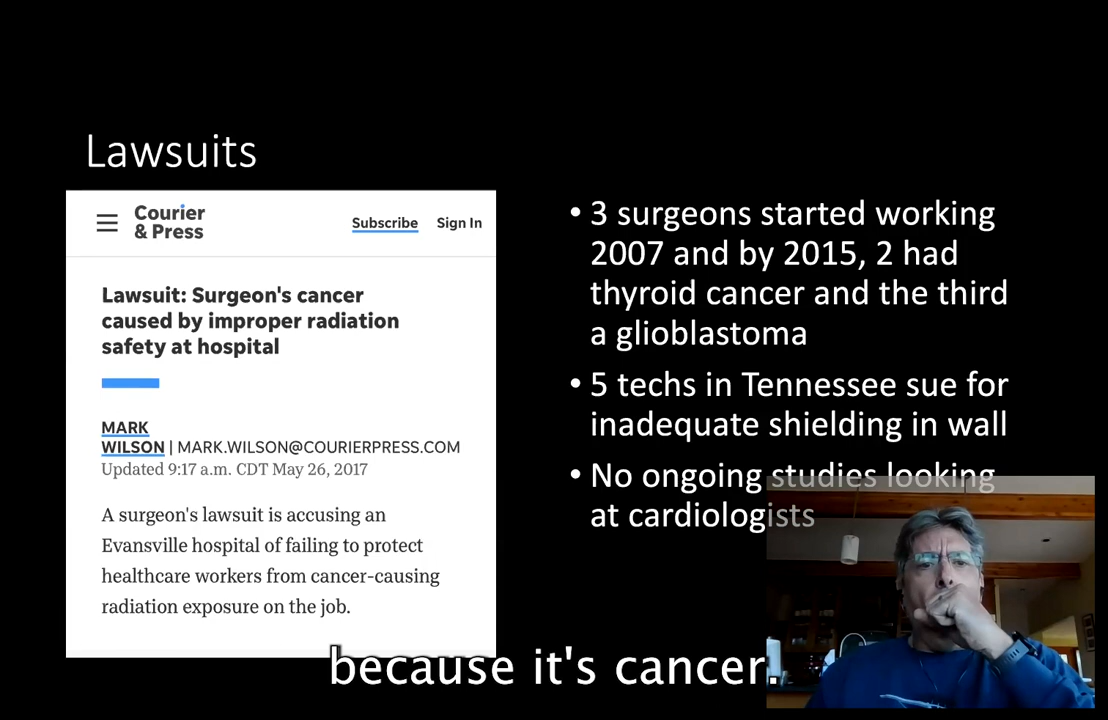 Lawsuits
Courier
& Press
Subscribe Sign In
Lawsuit: Surgeon's cancer
caused by improper radiation
safety at hospital
MARK
WILSON | MARK.WILSON@COURIERPRESS.COM
Updated 9:17 a.m. CDT May 26, 2017
A surgeon's lawsuit is accusing an
Evansville hospital of failing to protect
healthcare workers from cancer-causing
radiation exposure on the job.
• 3 surgeons started working
2007 and by 2015, 2 had
thyroid cancer and the third
a glioblastoma
• 5 techs in Tennessee sue for
inadequate shielding in wall
• No ongoing studies looking
at cardiologists
because it's cancer.